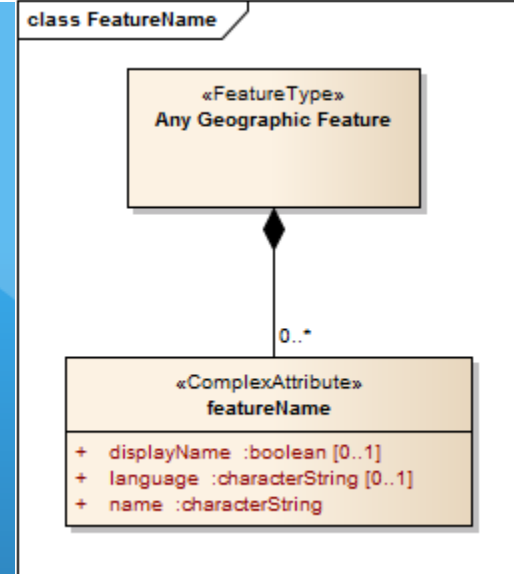 class FeatureName
«FeatureType»
Any Geographic Feature
0..*
«ComplexAttribute»
featureName
+ displayName :boolean [0..1]
+ language :characterString [0..1]
+ name :characterString